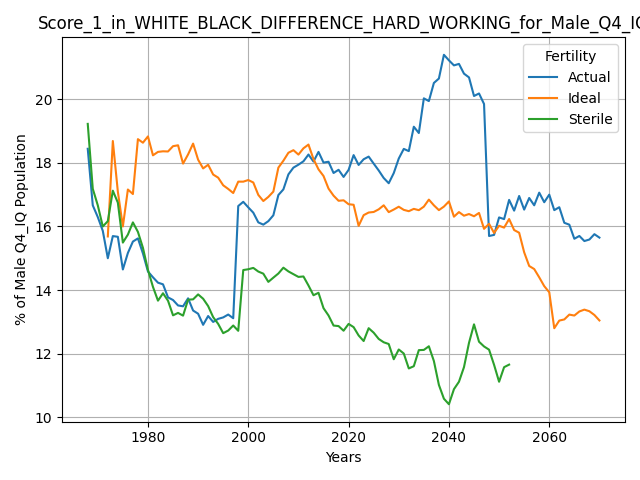 Score_1_in_WHITE_BLACK_DIFFERENCE_HARD_WORKING_for_Male_Q4_IQ
Fertility
Actual
Ideal
Sterile
% of Male Q4_IQ Population
20
18
16
14
12
10
1980
2000
2020
2040
2060
Years